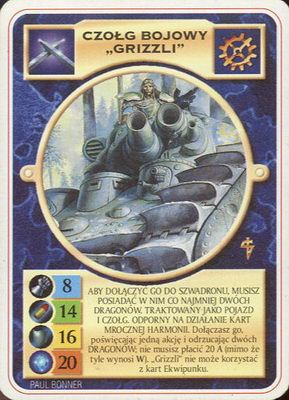 CZOŁG BOJOWY
„GRIZZLI”
8
14
16
20
ABY DOŁĄCZYĆ GO DO SZWADRONU, MUSISZ
POSIADAĆ W NIM CO NAJMNIEJ DWÓCH
DRAGONÓW. TRAKTOWANY JAKO POJAZD
I CZOŁG. ODPORNY NA DZIAŁANIE KART
MROCZNEJ HARMONII. Dołączasz go,
poświęcając jedną akcję i odrzucając dwóch
DRAGONÓW; nie musisz płacić 20 A (mimo że
tyle wynosi W). „Grizzli” nie może korzystać
z kart Ekwipunku.
PAUL BONNER